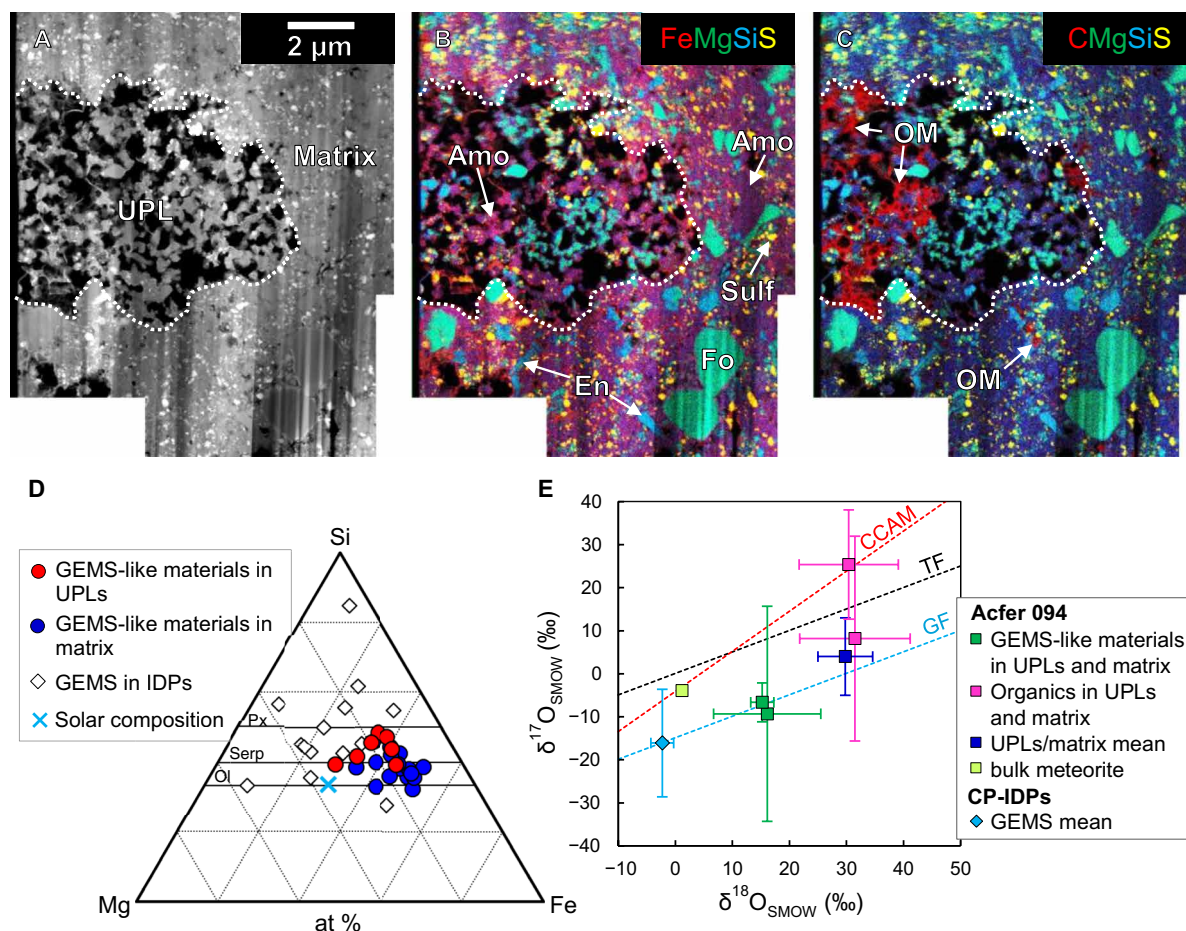 A
2 μm
UPL
Matrix
B
FeMgSiS
Amo
Amo
Sulf
Fo
En
C
CMgSiS
OM
OM
D
Si
GEMS-like materials in
UPLs
GEMS-like materials in
matrix
GEMS in IDPs
Solar composition
Px
Serp
Ol
Mg
Fe
at %
E
40
30
20
10
0
−10
−20
−30
−40
−10
0
10
20
30
40
50
δ17OSMOW (‰)
δ18OSMOW (‰)
CCAM
TF
GF
Acfer 094
GEMS-like materials
in UPLs and matrix
Organics in UPLs
and matrix
UPLs/matrix mean
bulk meteorite
CP-IDPs
GEMS mean